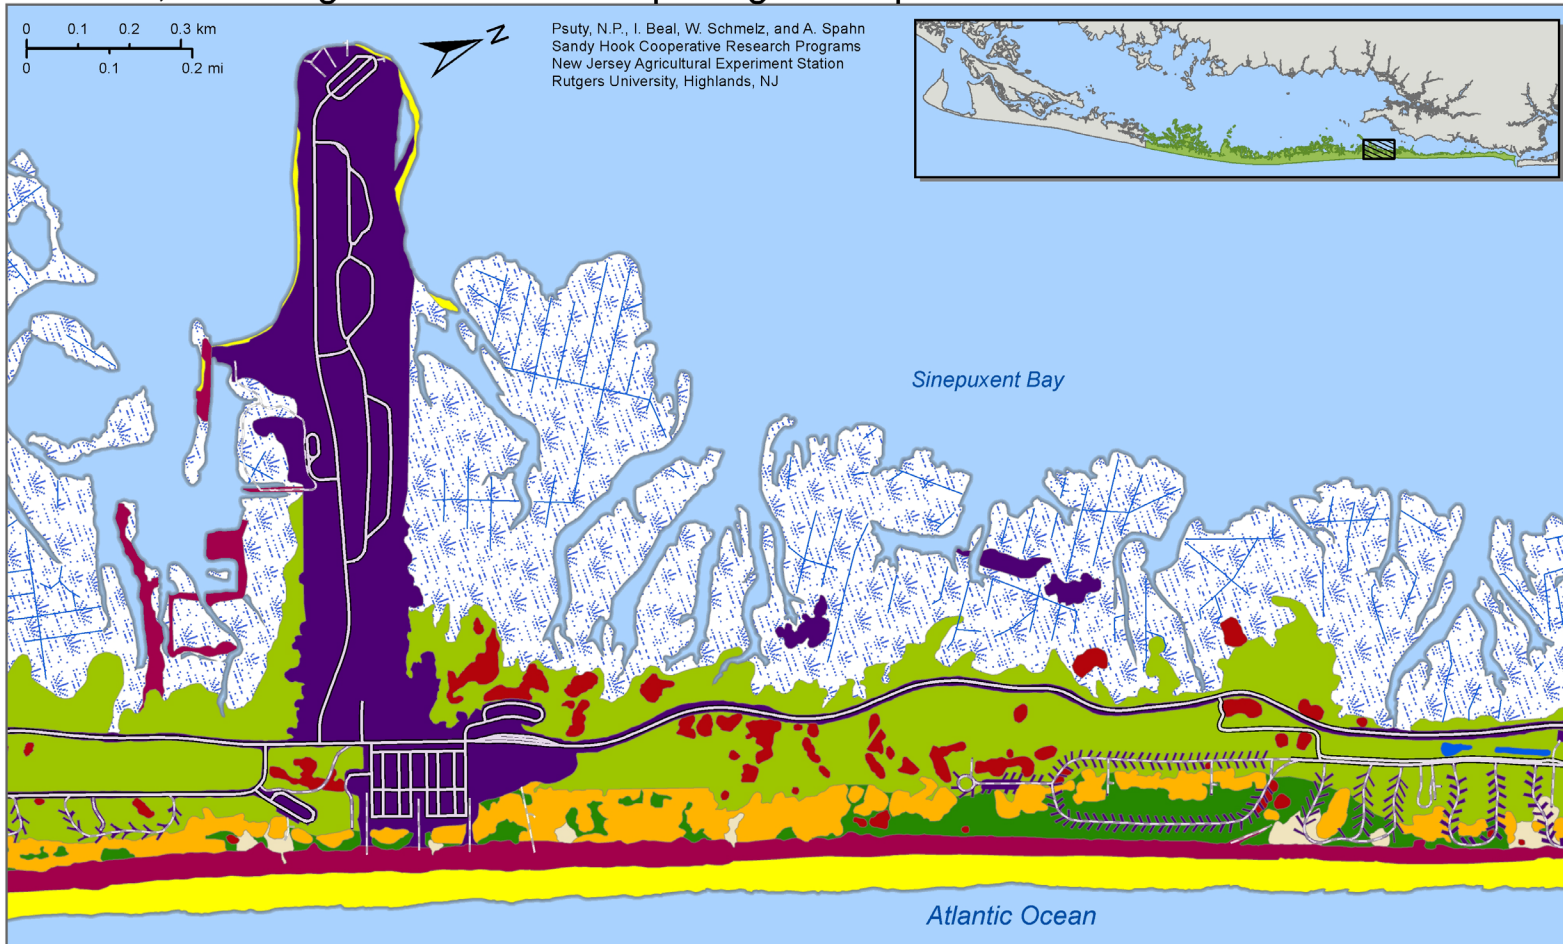 0 0.1 0.2 0.3 km
0 0.1 0.2 mi
N
Psuty, N.P., I. Beal, W. Schmelz, and A. Spahn
Sandy Hook Cooperative Research Programs
New Jersey Agricultural Experiment Station
Rutgers University, Highlands, NJ
Sinepuxent Bay
Atlantic Ocean